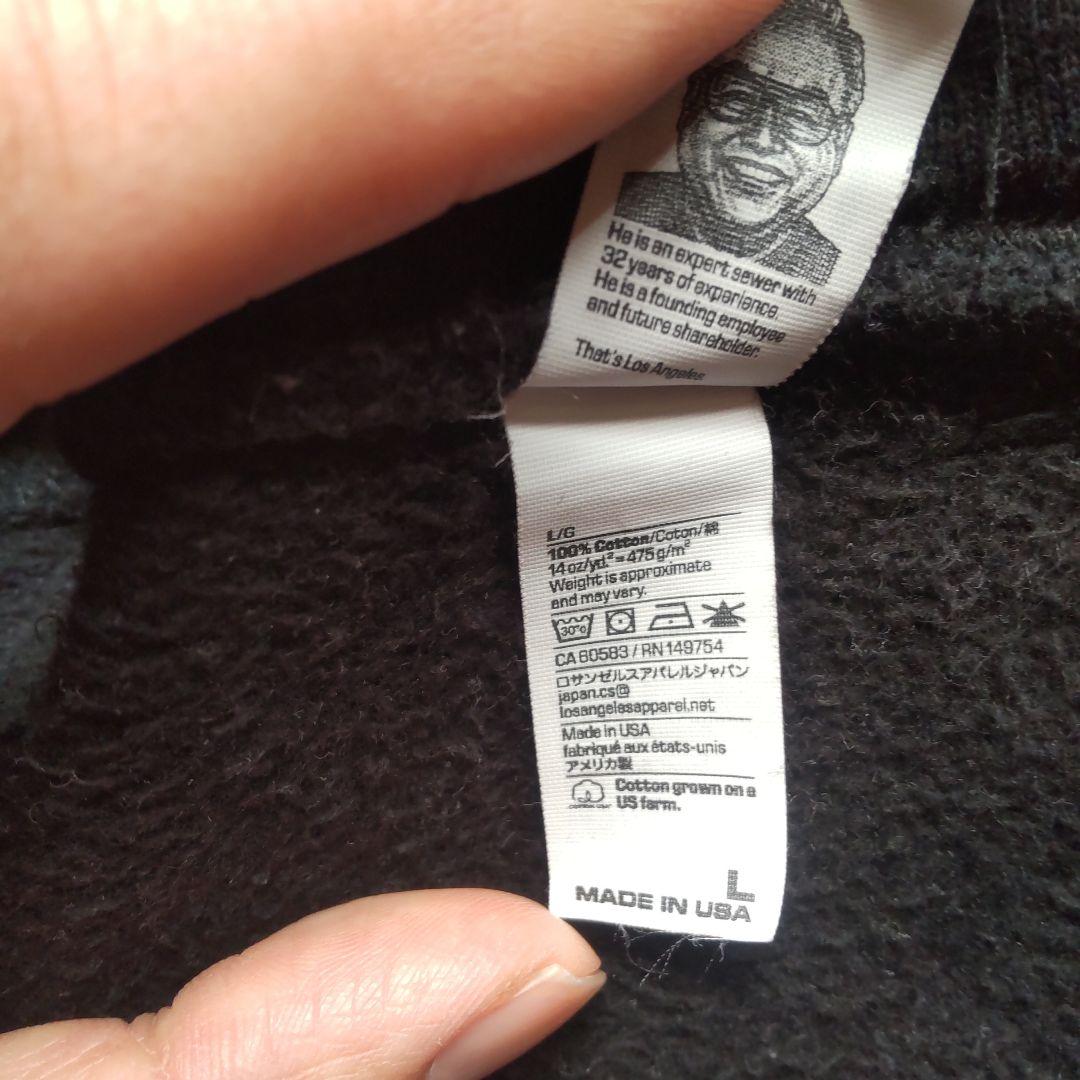 He is an expert sewer with
32 years of experience.
He is a founding employee
and future shareholder.
That's Los Angeles.
L/G
100% Cotton/Coton/綿
14 oz/yd.² = 475 g/m²
Weight is approximate
and may vary.
30°c
CA 60583 / RN 149754
ロサンゼルスアパレルジャパン
japan.cs@
losangelesapparel.net
Made in USA
fabriqué aux états-unis
アメリカ製
Cotton grown on a
US farm.
L
MADE IN USA